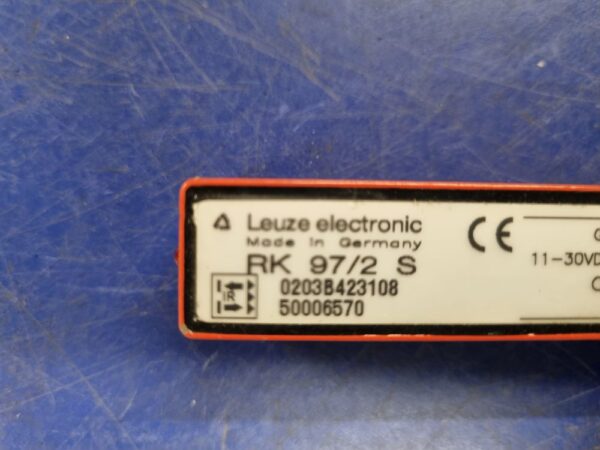 Leuze electronic
Made in Germany
CE
RK 97/2 S
11-30VD
0203B423108
50006570